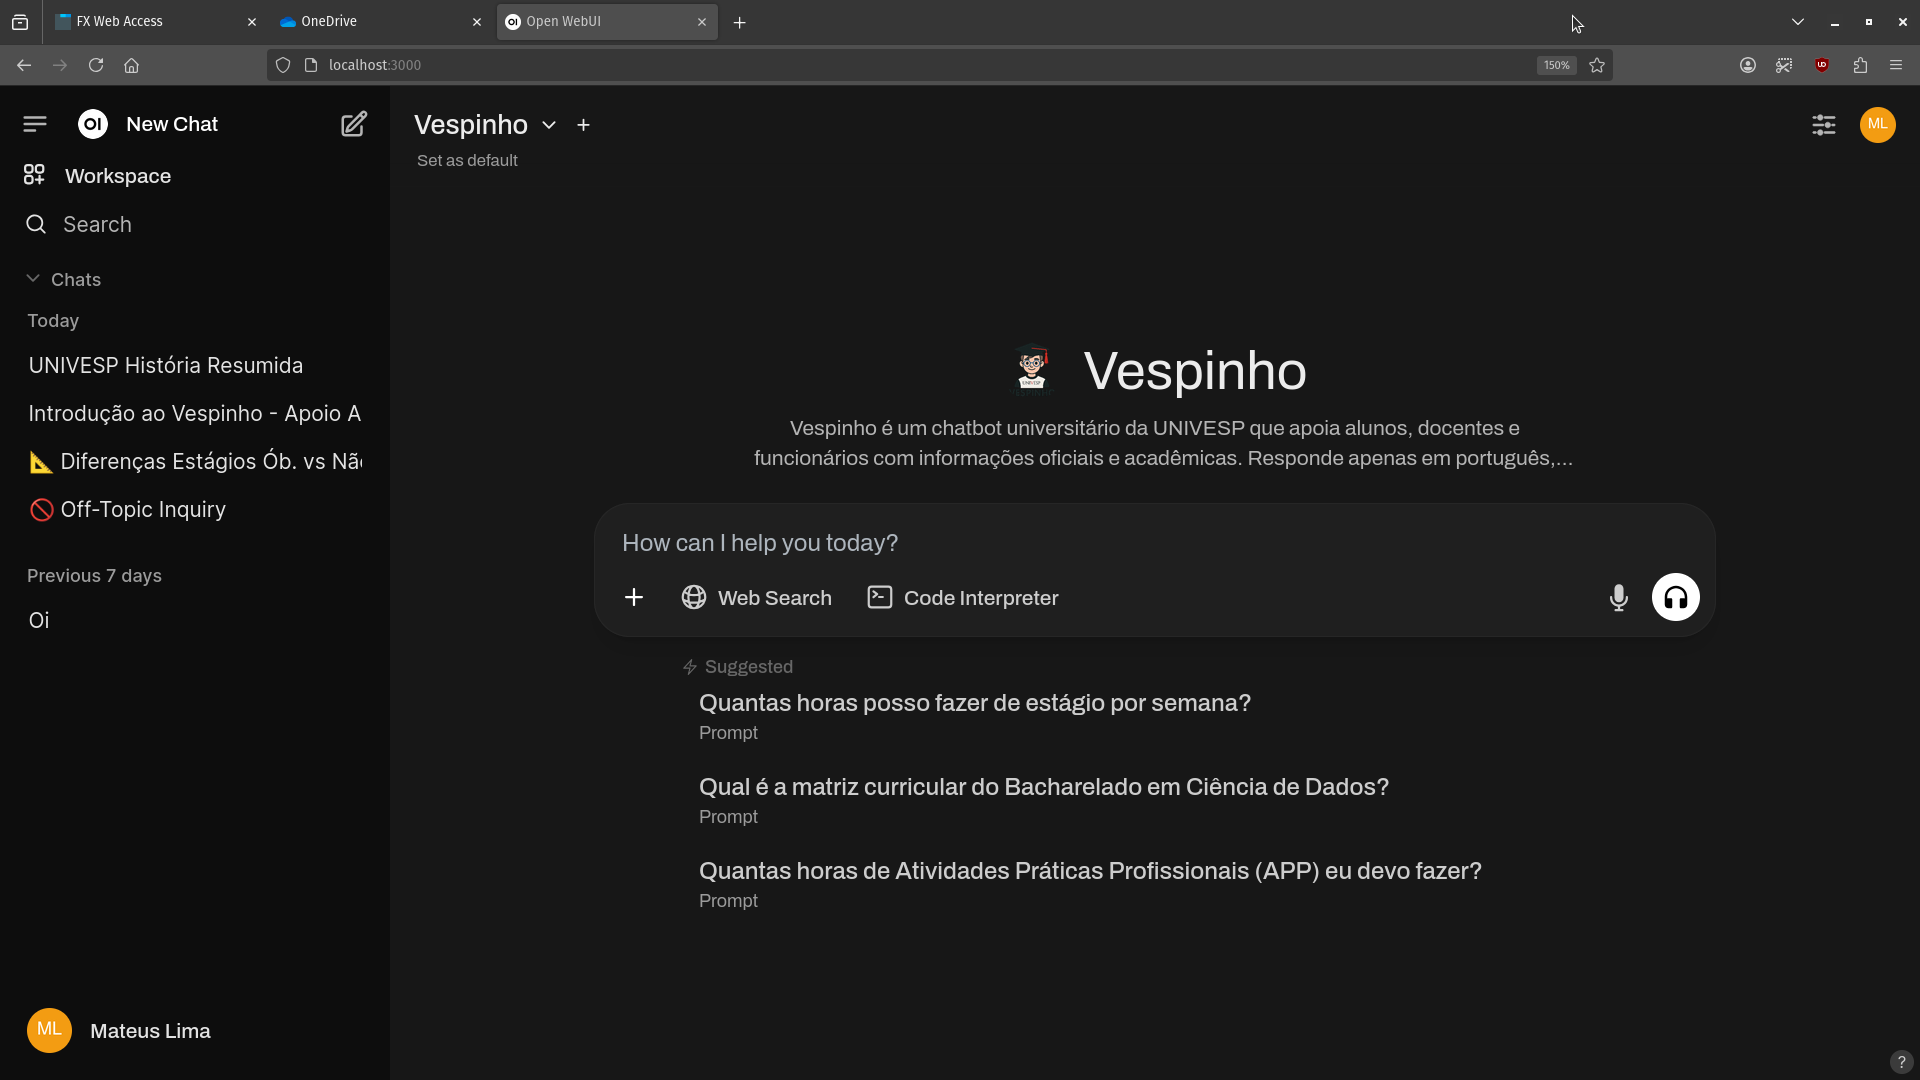 FX Web Access
OneDrive
OI
Open WebUI
localhost:3000
150%
UD
OI
New Chat
Workspace
Search
Chats
Today
UNIVESP História Resumida
Introdução ao Vespinho - Apoio A
Diferenças Estágios Ób. vs Não
Off-Topic Inquiry
Previous 7 days
Oi
ML
Mateus Lima
Vespinho
Set as default
ML
UNIVESP
Vespinho
Vespinho é um chatbot universitário da UNIVESP que apoia alunos, docentes e
funcionários com informações oficiais e acadêmicas. Responde apenas em português,...
How can I help you today?
Web Search
Code Interpreter
Suggested
Quantas horas posso fazer de estágio por semana?
Prompt
Qual é a matriz curricular do Bacharelado em Ciência de Dados?
Prompt
Quantas horas de Atividades Práticas Profissionais (APP) eu devo fazer?
Prompt
?